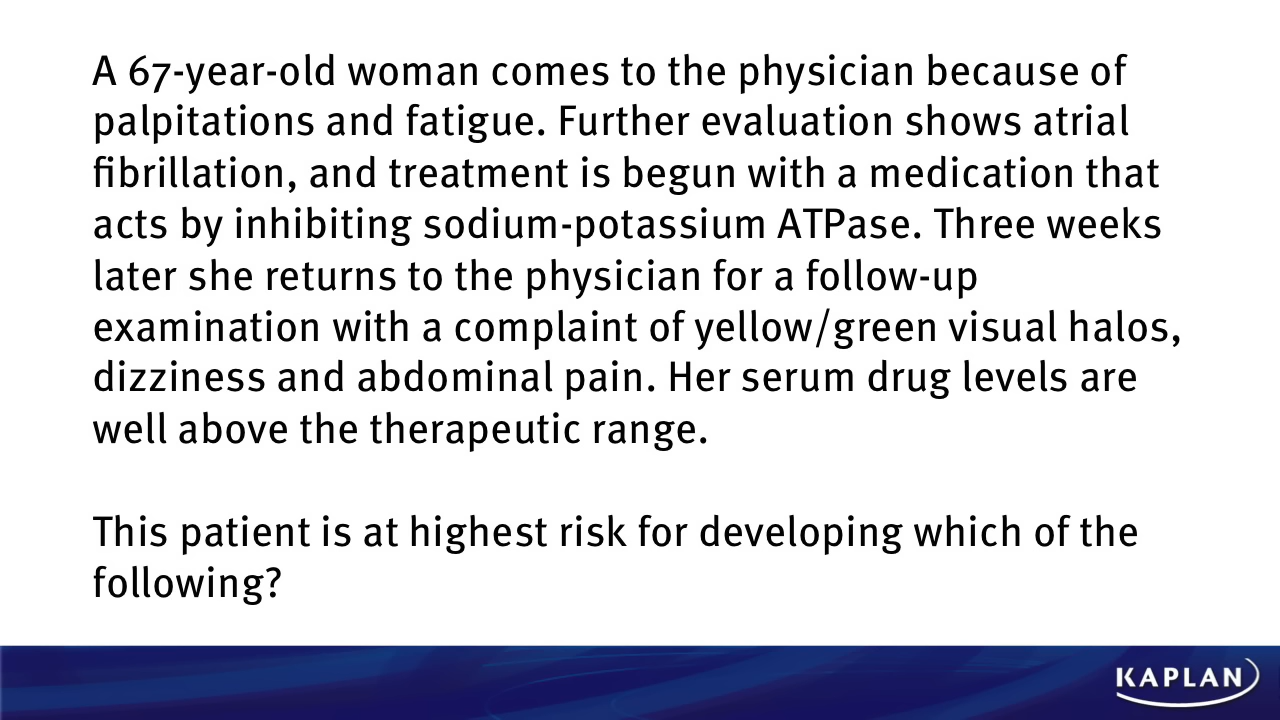 A 67-year-old woman comes to the physician because of
palpitations and fatigue. Further evaluation shows atrial
fibrillation, and treatment is begun with a medication that
acts by inhibiting sodium-potassium ATPase. Three weeks
later she returns to the physician for a follow-up
examination with a complaint of yellow/green visual halos,
dizziness and abdominal pain. Her serum drug levels are
well above the therapeutic range.
This patient is at highest risk for developing which of the
following?
KAPLAN